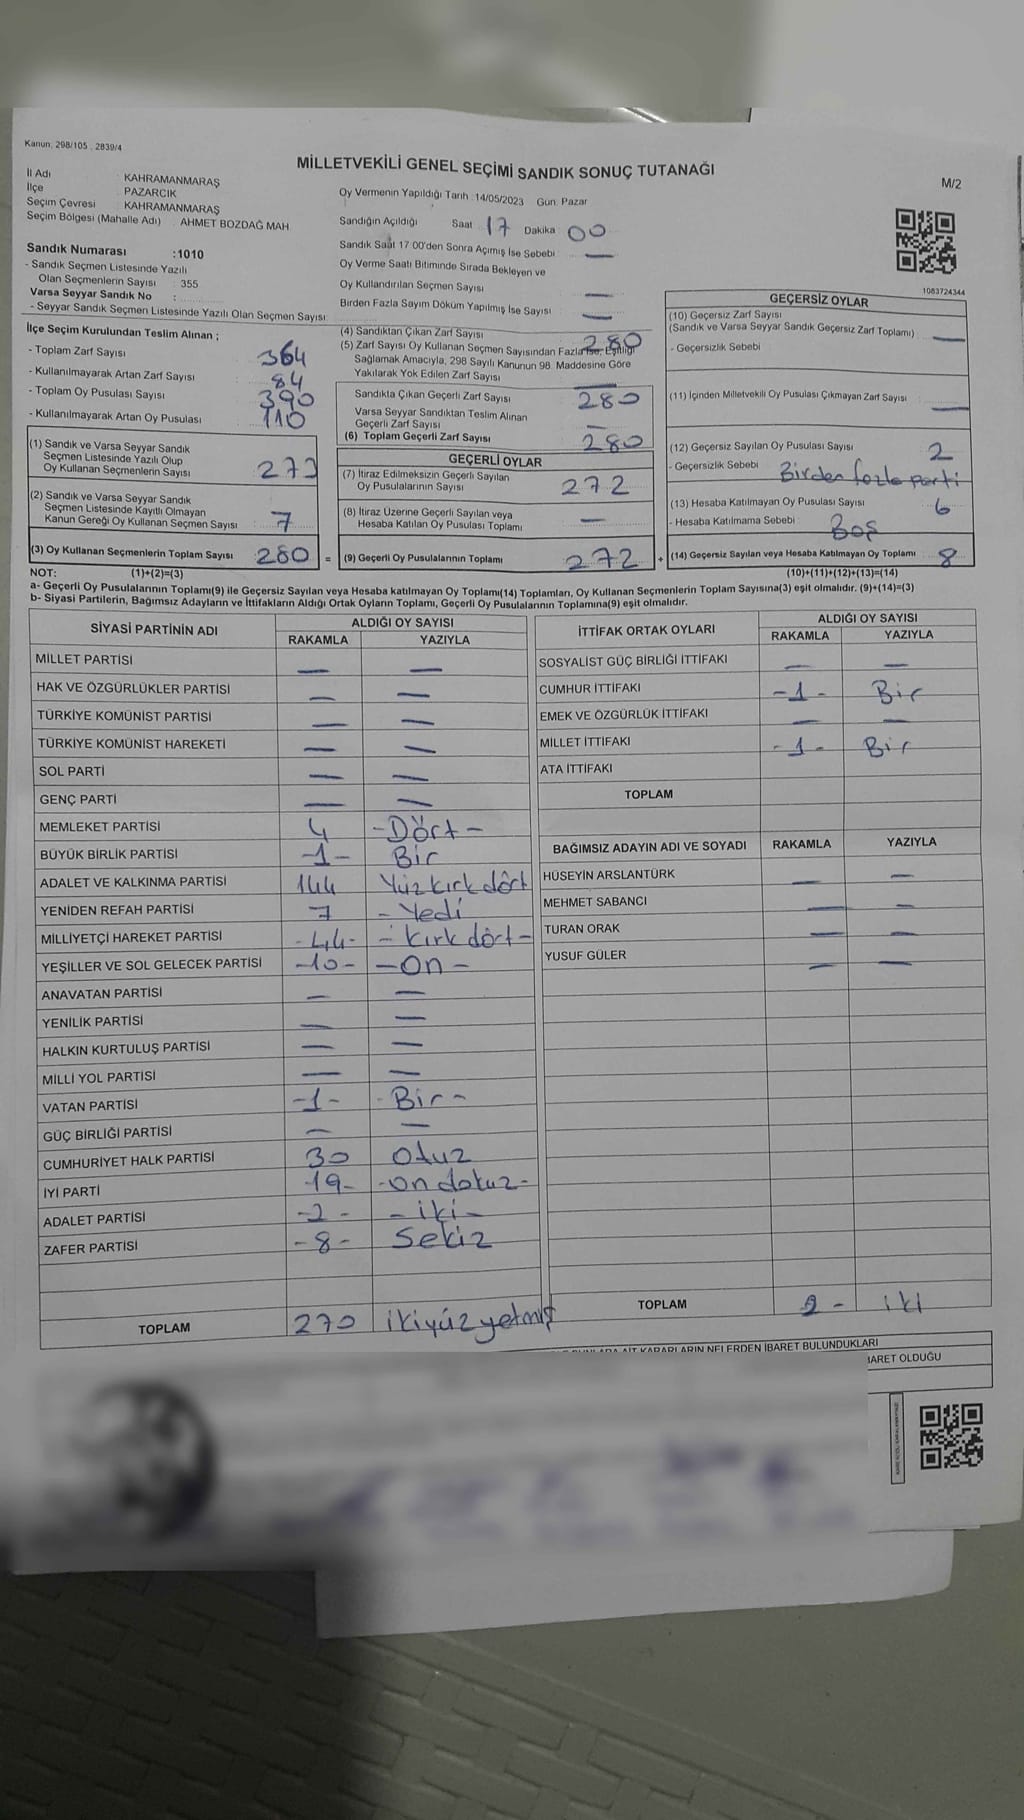 Kanun; 298/105 , 2839/4
MİLLETVEKİLİ GENEL SEÇİMİ SANDIK SONUÇ TUTANAĞI
M/2
İl Adı KAHRAMANMARAŞ
İlçe PAZARCIK
Seçim Çevresi KAHRAMANMARAŞ
Seçim Bölgesi (Mahalle Adı) AHMET BOZDAĞ MAH.
Sandık Numarası :1010
- Sandık Seçmen Listesinde Yazılı
Olan Seçmenlerin Sayısı : 355
Varsa Seyyar Sandık No :
- Seyyar Sandık Seçmen Listesinde Yazılı Olan Seçmen Sayısı:
Oy Vermenin Yapıldığı Tarih :14/05/2023 Gün: Pazar
Sandığın Açıldığı Saat 17 Dakika 00
Sandık Saat 17:00'den Sonra Açımış İse Sebebi —
Oy Verme Saati Bitiminde Sırada Bekleyen ve
Oy Kullandırılan Seçmen Sayısı —
Birden Fazla Sayım Döküm Yapılmış İse Sayısı —
1083724344
İlçe Seçim Kurulundan Teslim Alınan ;
- Toplam Zarf Sayısı 364
- Kullanılmayarak Artan Zarf Sayısı : 84
- Toplam Oy Pusulası Sayısı 390
- Kullanılmayarak Artan Oy Pusulası 110
(1) Sandık ve Varsa Seyyar Sandık
Seçmen Listesinde Yazılı Olup
Oy Kullanan Seçmenlerin Sayısı 273
(2) Sandık ve Varsa Seyyar Sandık
Seçmen Listesinde Kayıtlı Olmayan
Kanun Gereği Oy Kullanan Seçmen Sayısı 7
(3) Oy Kullanan Seçmenlerin Toplam Sayısı 280 =
(4) Sandıktan Çıkan Zarf Sayısı 280
(5) Zarf Sayısı Oy Kullanan Seçmen Sayısından Fazla İse, Eşitliği
Sağlamak Amacıyla, 298 Sayılı Kanunun 98. Maddesine Göre
Yakılarak Yok Edilen Zarf Sayısı —
Sandıkta Çıkan Geçerli Zarf Sayısı 280
Varsa Seyyar Sandıktan Teslim Alınan
Geçerli Zarf Sayısı —
(6) Toplam Geçerli Zarf Sayısı 280
GEÇERLİ OYLAR
(7) İtiraz Edilmeksizin Geçerli Sayılan
Oy Pusulalarının Sayısı 272
(8) İtiraz Üzerine Geçerli Sayılan veya
Hesaba Katılan Oy Pusulası Toplamı —
(9) Geçerli Oy Pusulalarının Toplamı 272 +
GEÇERSİZ OYLAR
(10) Geçersiz Zarf Sayısı
(Sandık ve Varsa Seyyar Sandık Geçersiz Zarf Toplamı) —
- Geçersizlik Sebebi
(11) İçinden Milletvekili Oy Pusulası Çıkmayan Zarf Sayısı —
(12) Geçersiz Sayılan Oy Pusulası Sayısı 2
- Geçersizlik Sebebi Birden fazla parti
(13) Hesaba Katılmayan Oy Pusulası Sayısı 6
- Hesaba Katılmama Sebebi Boş
(14) Geçersiz Sayılan veya Hesaba Katılmayan Oy Toplamı 8
NOT: (1)+(2)=(3) (10)+(11)+(12)+(13)=(14)
a- Geçerli Oy Pusulalarının Toplamı(9) ile Geçersiz Sayılan veya Hesaba katılmayan Oy Toplamı(14) Toplamları, Oy Kullanan Seçmenlerin Toplam Sayısına(3) eşit olmalıdır. (9)+(14)=(3)
b- Siyasi Partilerin, Bağımsız Adayların ve İttifakların Aldığı Ortak Oyların Toplamı, Geçerli Oy Pusulalarının Toplamına(9) eşit olmalıdır.
SİYASİ PARTİNİN ADI ALDIĞI OY SAYISI
RAKAMLA YAZIYLA
MİLLET PARTİSİ — —
HAK VE ÖZGÜRLÜKLER PARTİSİ — —
TÜRKİYE KOMÜNİST PARTİSİ — —
TÜRKİYE KOMÜNİST HAREKETİ — —
SOL PARTİ — —
GENÇ PARTİ — —
MEMLEKET PARTİSİ 4 -Dört-
BÜYÜK BİRLİK PARTİSİ -1- Bir
ADALET VE KALKINMA PARTİSİ 144 Yüzkırkdört
YENİDEN REFAH PARTİSİ 7 - Yedi
MİLLİYETÇİ HAREKET PARTİSİ -44- - kırkdört-
YEŞİLLER VE SOL GELECEK PARTİSİ -10- -On-
ANAVATAN PARTİSİ — —
YENİLİK PARTİSİ — —
HALKIN KURTULUŞ PARTİSİ — —
MİLLİ YOL PARTİSİ — —
VATAN PARTİSİ -1- - Bir-
GÜÇ BİRLİĞİ PARTİSİ — —
CUMHURİYET HALK PARTİSİ 30 Otuz
İYİ PARTİ -19- -on dokuz-
ADALET PARTİSİ -2- - iki-
ZAFER PARTİSİ -8- Sekiz
TOPLAM 270 ikiyüzyetmiş
İTTİFAK ORTAK OYLARI ALDIĞI OY SAYISI
RAKAMLA YAZIYLA
SOSYALİST GÜÇ BİRLİĞİ İTTİFAKI — —
CUMHUR İTTİFAKI -1- Bir
EMEK VE ÖZGÜRLÜK İTTİFAKI — —
MİLLET İTTİFAKI -1- Bir
ATA İTTİFAKI
TOPLAM
BAĞIMSIZ ADAYIN ADI VE SOYADI RAKAMLA YAZIYLA
HÜSEYİN ARSLANTÜRK — —
MEHMET SABANCI — —
TURAN ORAK — —
YUSUF GÜLER — —
TOPLAM 2 - iki
KARARLARIN NELERDEN İBARET BULUNDUKLARI
İBARET OLDUĞU